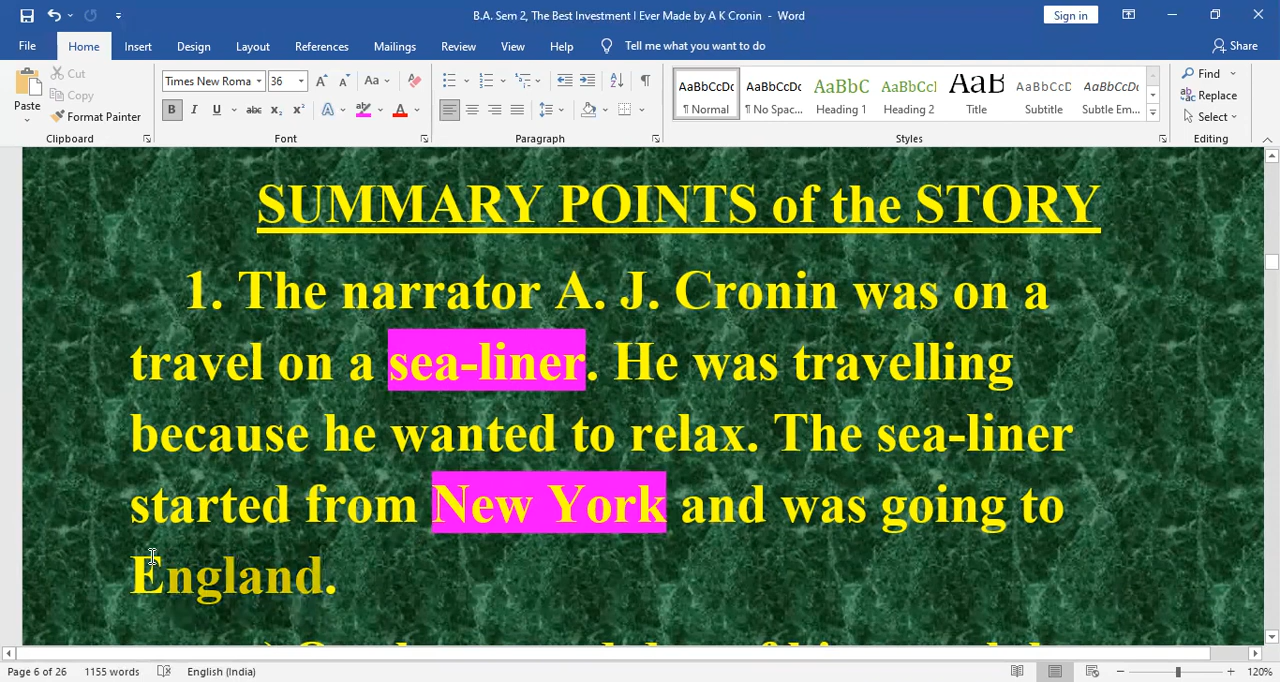 B.A. Sem 2, The Best Investment I Ever Made by A K Cronin - Word
Sign in
File Home Insert Design Layout References Mailings Review View Help Tell me what you want to do Share
Paste
Cut
Copy
Format Painter
Clipboard
Times New Roma 36
Font
Paragraph
AaBbCcDc AaBbCcDc AaBbC AaBbCcI AaB AaBbCcD AaBbCcDc
¶ Normal ¶ No Spac... Heading 1 Heading 2 Title Subtitle Subtle Em...
Styles
Find
Replace
Select
Editing
SUMMARY POINTS of the STORY
1. The narrator A. J. Cronin was on a
travel on a sea-liner. He was travelling
because he wanted to relax. The sea-liner
started from New York and was going to
England.
Page 6 of 26 1155 words English (India) 120%